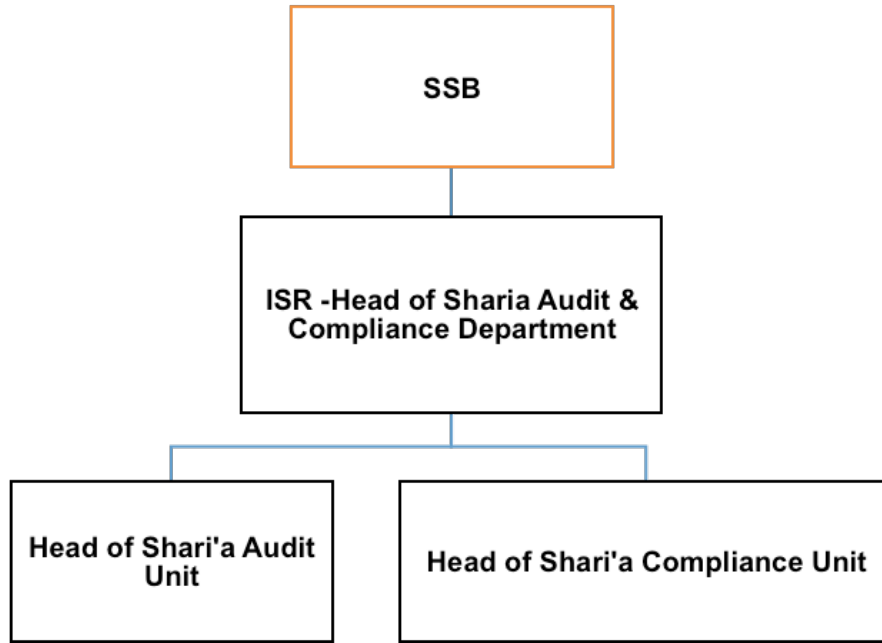 SSB
ISR -Head of Sharia Audit &
Compliance Department
Head of Shari'a Audit
Unit
Head of Shari'a Compliance Unit